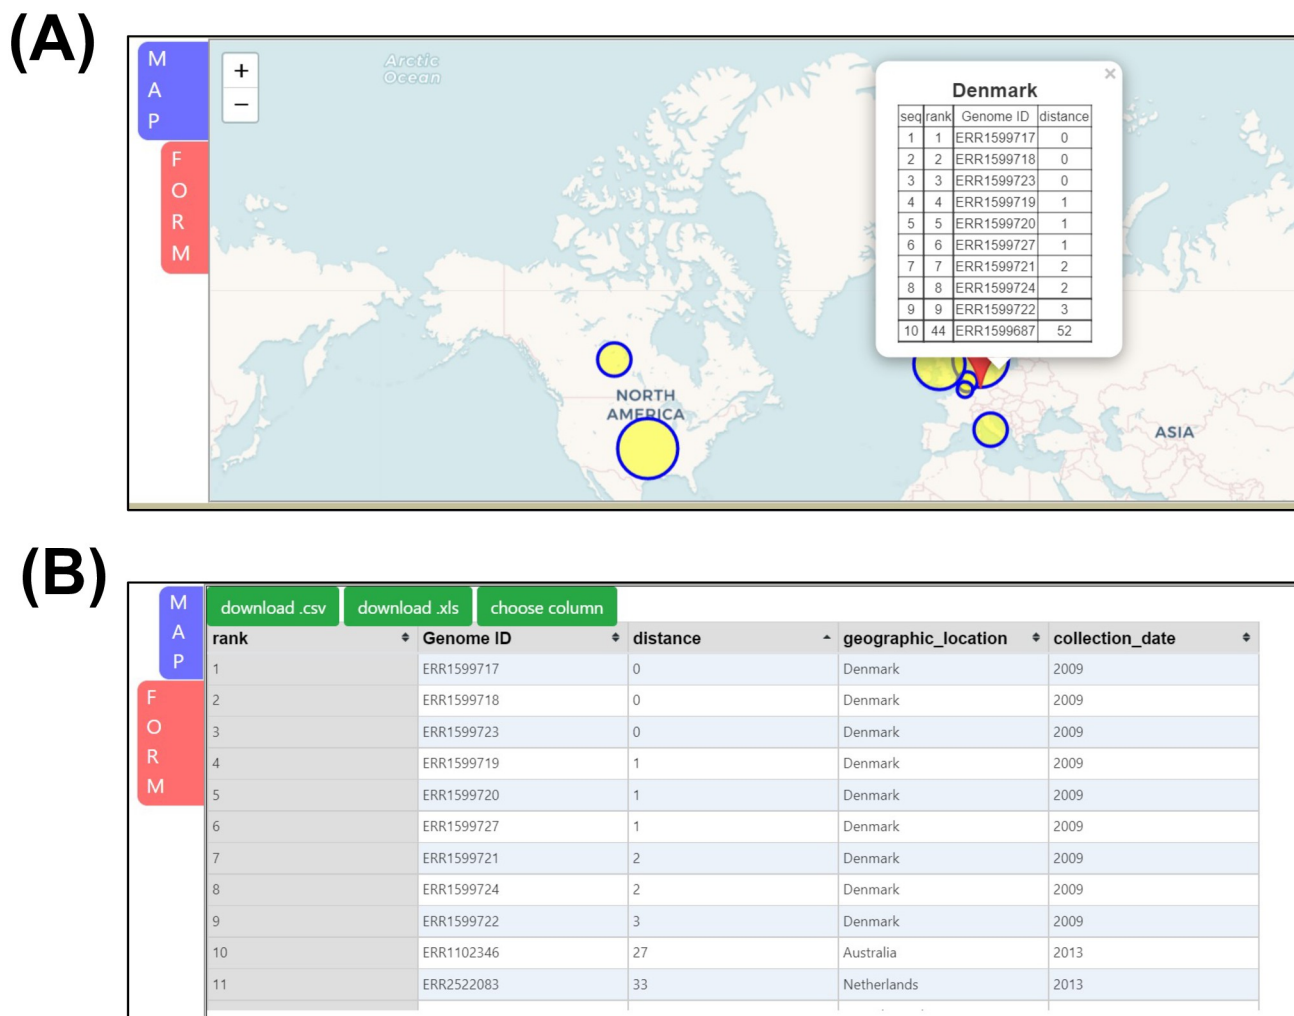 (A)
M
A
P
F
O
R
M
+
−
Arctic
Ocean
NORTH
AMERICA
ASIA
×
Denmark
seq rank Genome ID distance
1 1 ERR1599717 0
2 2 ERR1599718 0
3 3 ERR1599723 0
4 4 ERR1599719 1
5 5 ERR1599720 1
6 6 ERR1599727 1
7 7 ERR1599721 2
8 8 ERR1599724 2
9 9 ERR1599722 3
10 44 ERR1599687 52
(B)
M
A
P
F
O
R
M
download .csv download .xls choose column
rank Genome ID distance geographic_location collection_date
1 ERR1599717 0 Denmark 2009
2 ERR1599718 0 Denmark 2009
3 ERR1599723 0 Denmark 2009
4 ERR1599719 1 Denmark 2009
5 ERR1599720 1 Denmark 2009
6 ERR1599727 1 Denmark 2009
7 ERR1599721 2 Denmark 2009
8 ERR1599724 2 Denmark 2009
9 ERR1599722 3 Denmark 2009
10 ERR1102346 27 Australia 2013
11 ERR2522083 33 Netherlands 2013